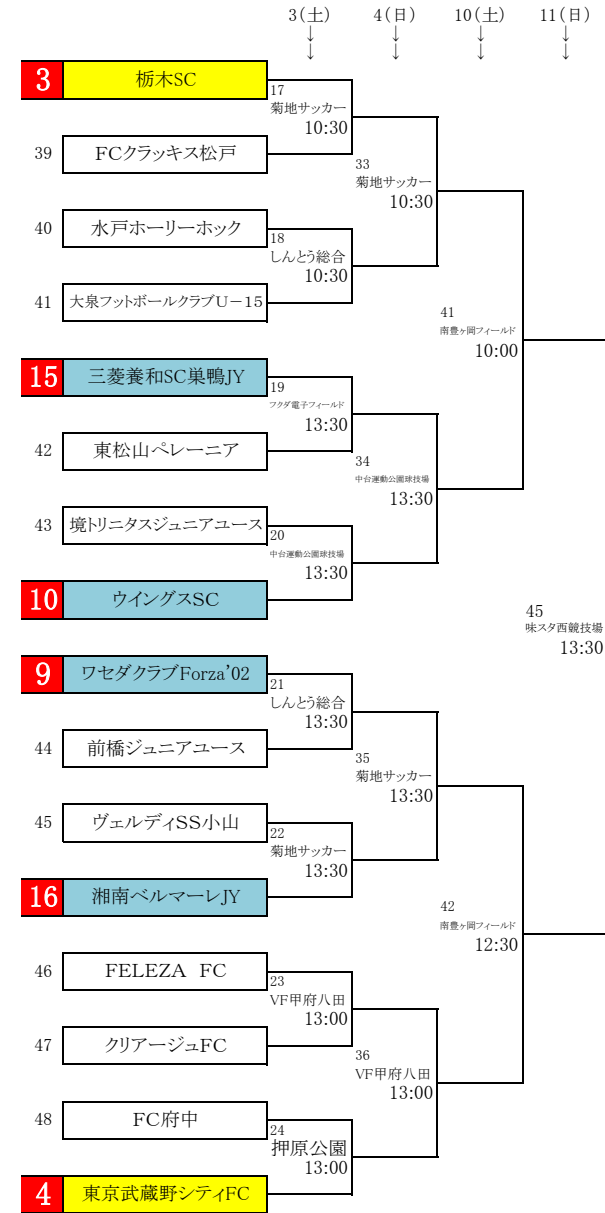 3(土) 4(日) 10(土) 11(日)
↓ ↓ ↓ ↓
↓ ↓ ↓ ↓
3 栃木SC
17
菊地サッカー
10:30
39 FCクラッキス松戸
33
菊地サッカー
10:30
40 水戸ホーリーホック
18
しんとう総合
10:30
41 大泉フットボールクラブU－15
41
南豊ヶ岡フィールド
10:00
15 三菱養和SC巣鴨JY
19
フクダ電子フィールド
13:30
42 東松山ペレーニア
34
中台運動公園球技場
13:30
43 境トリニタスジュニアユース
20
中台運動公園球技場
13:30
10 ウイングスSC
45
味スタ西競技場
13:30
9 ワセダクラブForza’02
21
しんとう総合
13:30
44 前橋ジュニアユース
35
菊地サッカー
13:30
45 ヴェルディSS小山
22
菊地サッカー
13:30
16 湘南ベルマーレJY
42
南豊ヶ岡フィールド
12:30
46 FELEZA FC
23
VF甲府八田
13:00
47 クリアージュFC
36
VF甲府八田
13:00
48 FC府中
24
押原公園
13:00
4 東京武蔵野シティFC